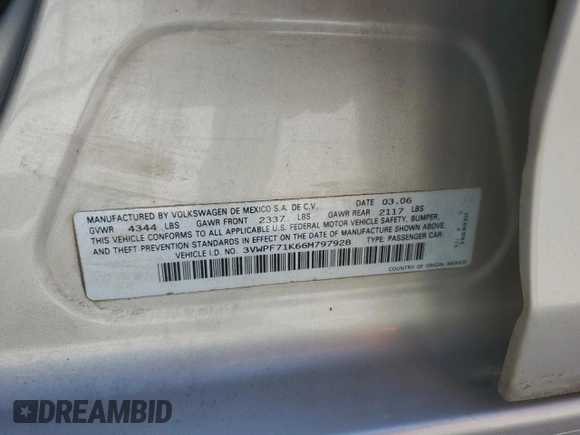 MANUFACTURED BY VOLKSWAGEN DE MEXICO S.A. DE C.V. DATE 03.06
GVWR 4344 LBS GAWR FRONT 2337 LBS GAWR REAR 2117 LBS
THIS VEHICLE CONFORMS TO ALL APPLICABLE U.S. FEDERAL MOTOR VEHICLE SAFETY, BUMPER,
AND THEFT PREVENTION STANDARDS IN EFFECT ON THE DATE OF MANUFACTURE SHOWN ABOVE.
VEHICLE I.D. NO. 3VWPF71K66M797928 TYPE: PASSENGER CAR
COUNTRY OF ORIGIN: MEXICO
DREAMBID